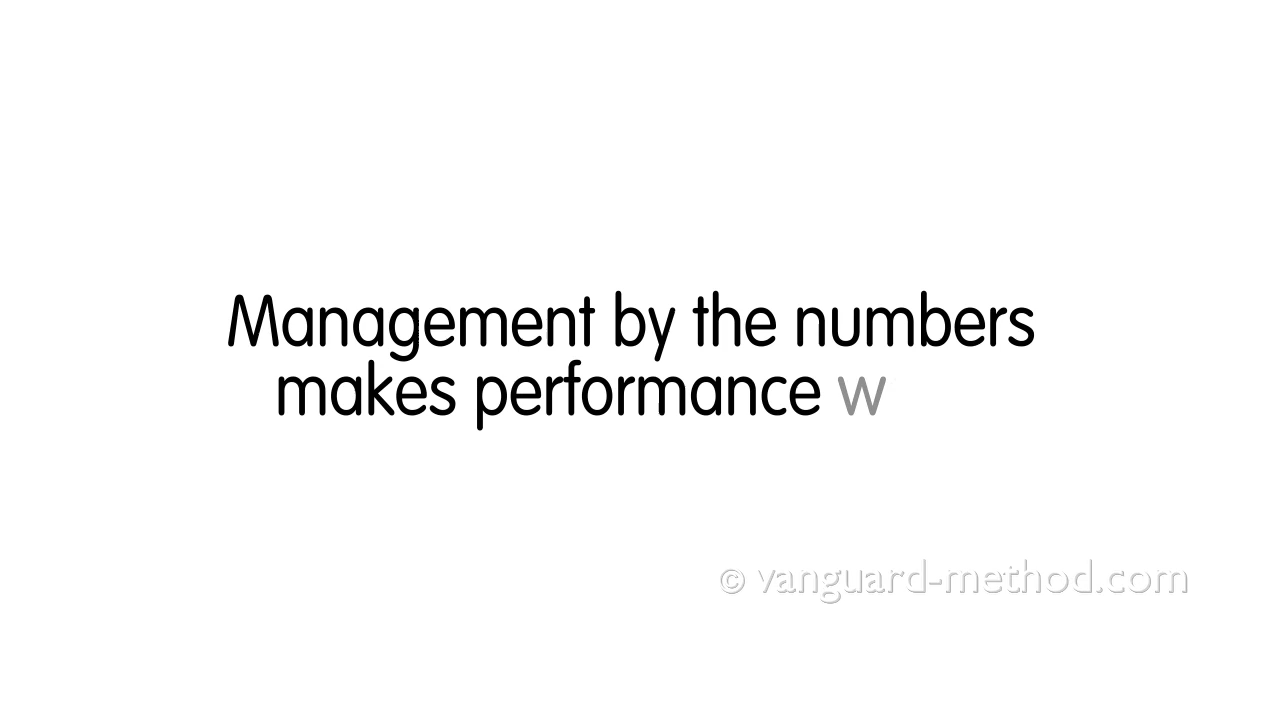 Management by the numbers
makes performance w
© vanguard-method.com